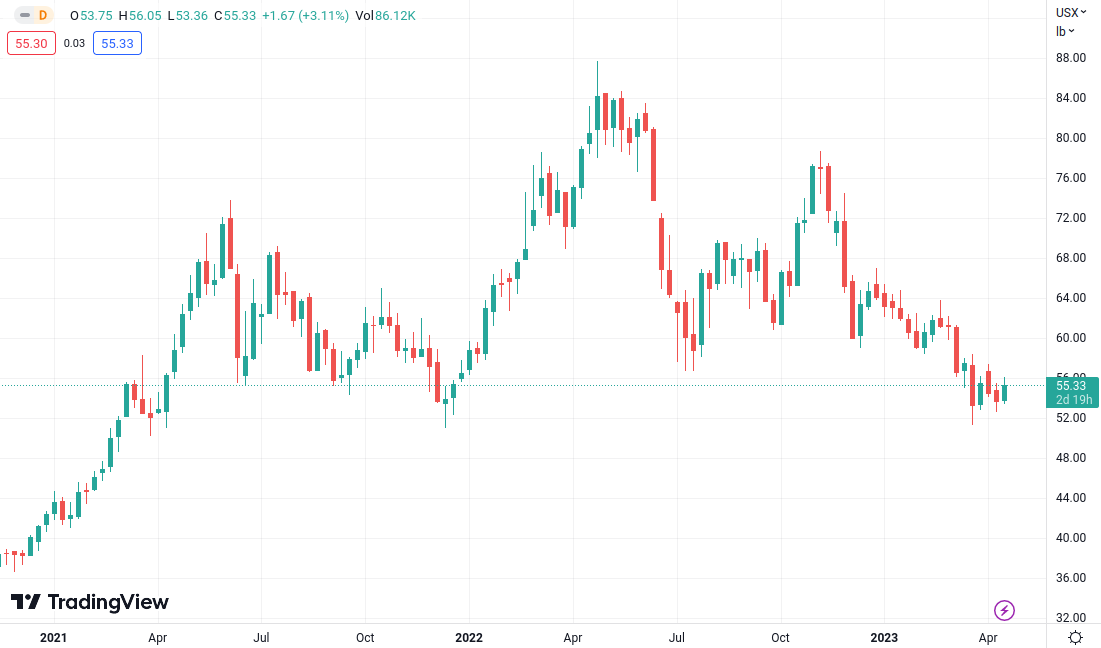 D O53.75 H56.05 L53.36 C55.33 +1.67 (+3.11%) Vol86.12K
55.30 0.03 55.33
USX
lb
88.00
84.00
80.00
76.00
72.00
68.00
64.00
60.00
56.00
55.33
2d 19h
52.00
48.00
44.00
40.00
36.00
32.00
TradingView
2021 Apr Jul Oct 2022 Apr Jul Oct 2023 Apr